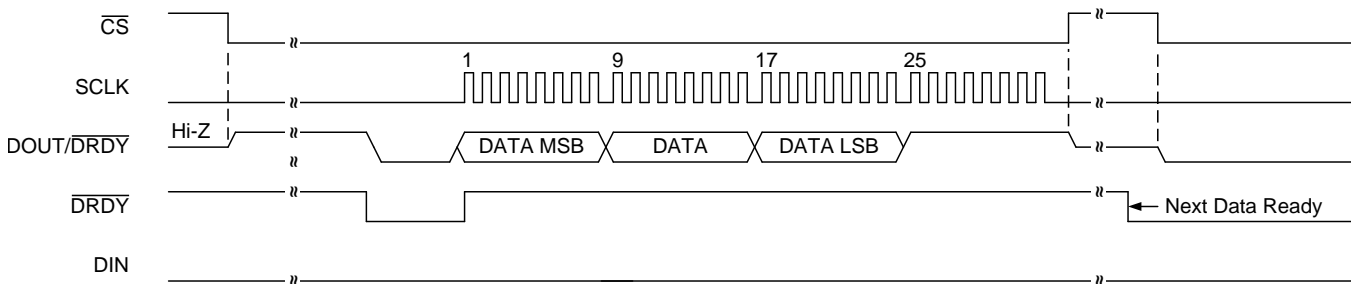 CS
1 9 17 25
SCLK
Hi-Z
DOUT/DRDY
DATA MSB DATA DATA LSB
DRDY
Next Data Ready
DIN